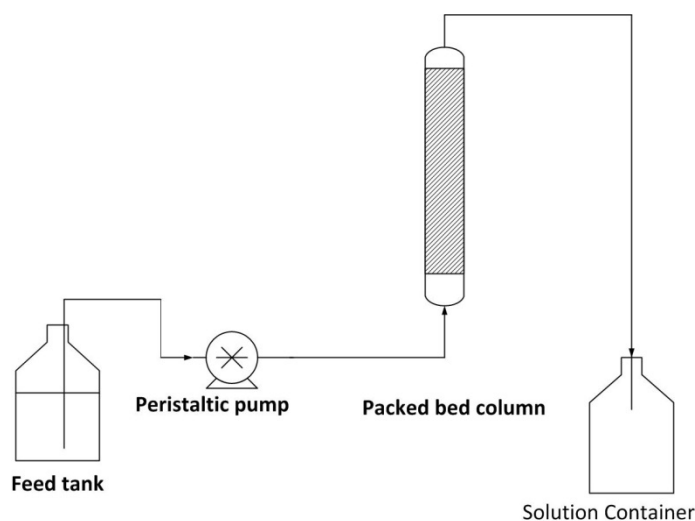 Peristaltic pump
Packed bed column
Feed tank
Solution Container